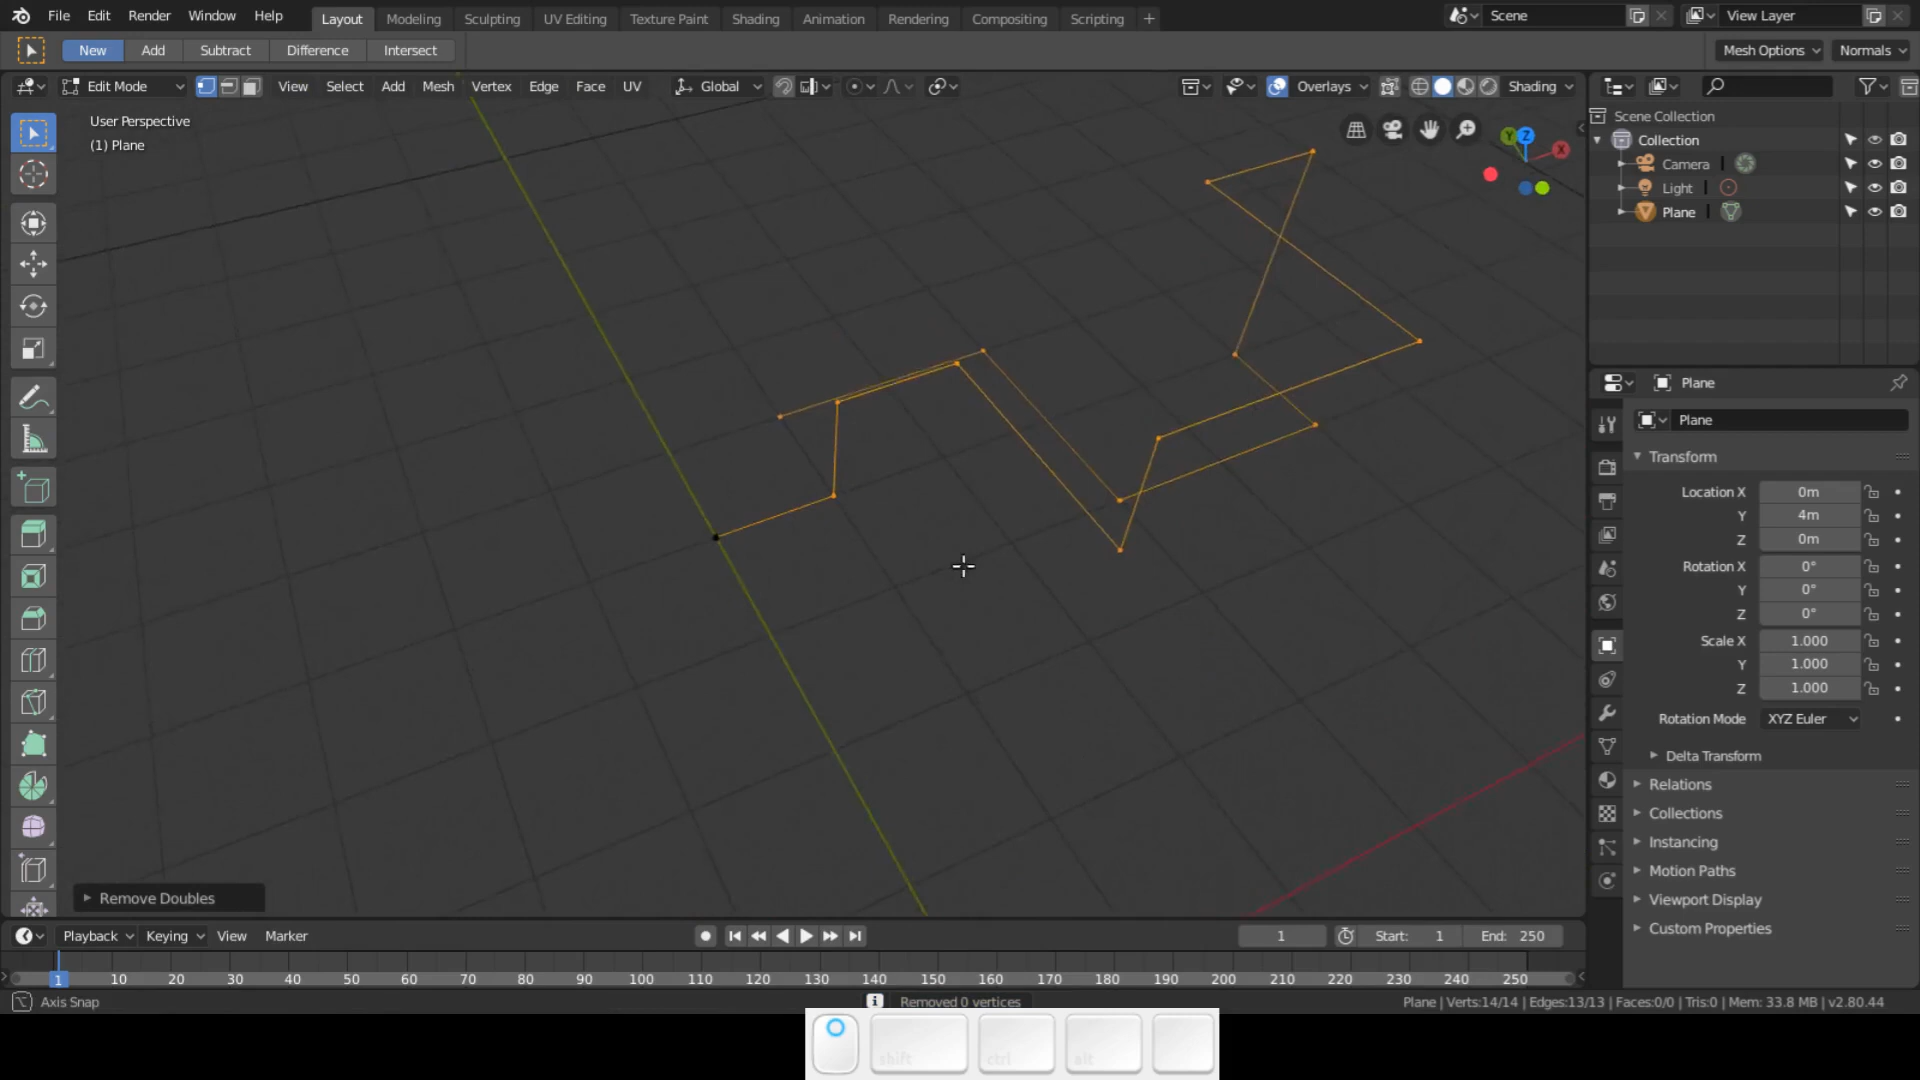 File Edit Render Window Help Layout Modeling Sculpting UV Editing Texture Paint Shading Animation Rendering Compositing Scripting + Scene View Layer
New Add Subtract Difference Intersect Mesh Options Normals
Edit Mode View Select Add Mesh Vertex Edge Face UV Global Overlays Shading
User Perspective
(1) Plane
Y Z X
Scene Collection
Collection
Camera
Light
Plane
Plane
Plane
Transform
Location X 0m
Y 4m
Z 0m
Rotation X 0°
Y 0°
Z 0°
Scale X 1.000
Y 1.000
Z 1.000
Rotation Mode XYZ Euler
Delta Transform
Relations
Collections
Instancing
Motion Paths
Viewport Display
Custom Properties
Remove Doubles
Playback Keying View Marker 1 Start: 1 End: 250
1 10 20 30 40 50 60 70 80 90 100 110 120 130 140 150 160 170 180 190 200 210 220 230 240 250
Axis Snap Removed 0 vertices Plane | Verts:14/14 | Edges:13/13 | Faces:0/0 | Tris:0 | Mem: 33.8 MB | v2.80.44
shift ctrl alt